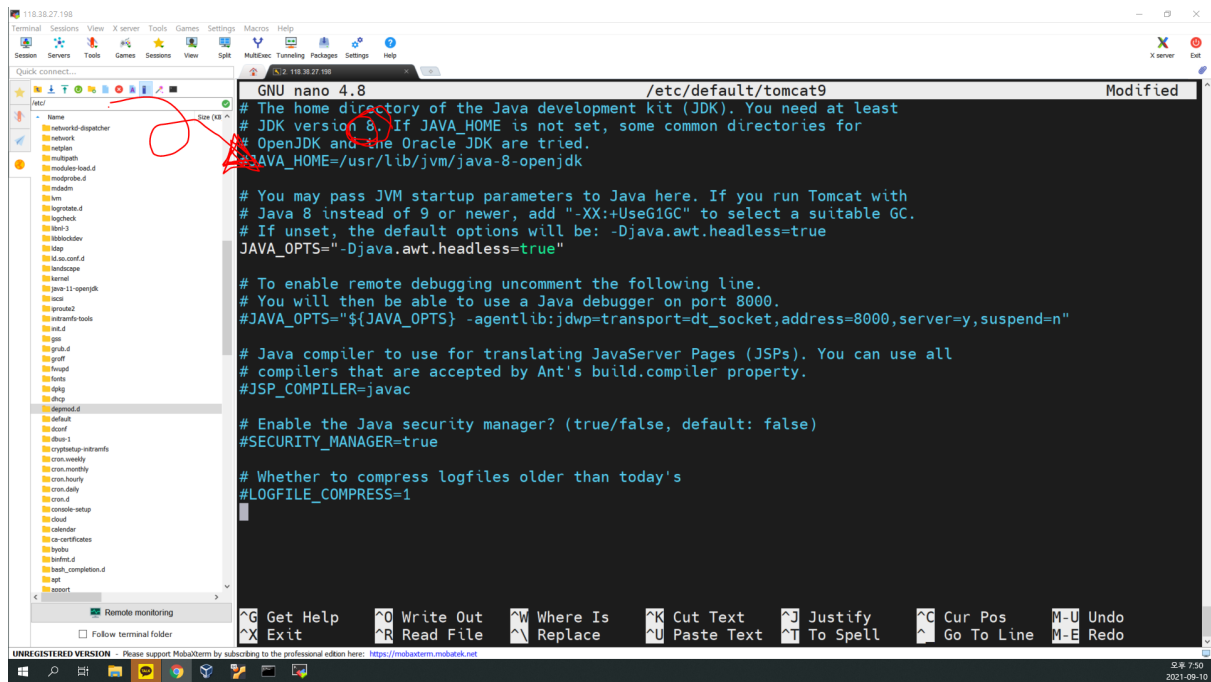 118.38.27.198
Terminal Sessions View X server Tools Games Settings Macros Help
Session Servers Tools Games Sessions View Split MultiExec Tunneling Packages Settings Help X server Exit
Quick connect...
2. 118.38.27.198
/etc/
Name Size (KB
networkd-dispatcher
network
netplan
multipath
modules-load.d
modprobe.d
mdadm
lvm
logrotate.d
logcheck
libnl-3
libblockdev
ldap
ld.so.conf.d
landscape
kernel
java-11-openjdk
iscsi
iproute2
initramfs-tools
init.d
gss
grub.d
groff
fwupd
fonts
dpkg
dhcp
depmod.d
default
dconf
dbus-1
cryptsetup-initramfs
cron.weekly
cron.monthly
cron.hourly
cron.daily
cron.d
console-setup
cloud
calendar
ca-certificates
byobu
binfmt.d
bash_completion.d
apt
apport
Remote monitoring
Follow terminal folder
GNU nano 4.8 /etc/default/tomcat9 Modified
# The home directory of the Java development kit (JDK). You need at least
# JDK version 8. If JAVA_HOME is not set, some common directories for
# OpenJDK and the Oracle JDK are tried.
#JAVA_HOME=/usr/lib/jvm/java-8-openjdk
# You may pass JVM startup parameters to Java here. If you run Tomcat with
# Java 8 instead of 9 or newer, add "-XX:+UseG1GC" to select a suitable GC.
# If unset, the default options will be: -Djava.awt.headless=true
JAVA_OPTS="-Djava.awt.headless=true"
# To enable remote debugging uncomment the following line.
# You will then be able to use a Java debugger on port 8000.
#JAVA_OPTS="${JAVA_OPTS} -agentlib:jdwp=transport=dt_socket,address=8000,server=y,suspend=n"
# Java compiler to use for translating JavaServer Pages (JSPs). You can use all
# compilers that are accepted by Ant's build.compiler property.
#JSP_COMPILER=javac
# Enable the Java security manager? (true/false, default: false)
#SECURITY_MANAGER=true
# Whether to compress logfiles older than today's
#LOGFILE_COMPRESS=1
^G Get Help ^O Write Out ^W Where Is ^K Cut Text ^J Justify ^C Cur Pos M-U Undo
^X Exit ^R Read File ^\ Replace ^U Paste Text ^T To Spell ^_ Go To Line M-E Redo
UNREGISTERED VERSION - Please support MobaXterm by subscribing to the professional edition here: https://mobaxterm.mobatek.net
오후 7:50
2021-09-10